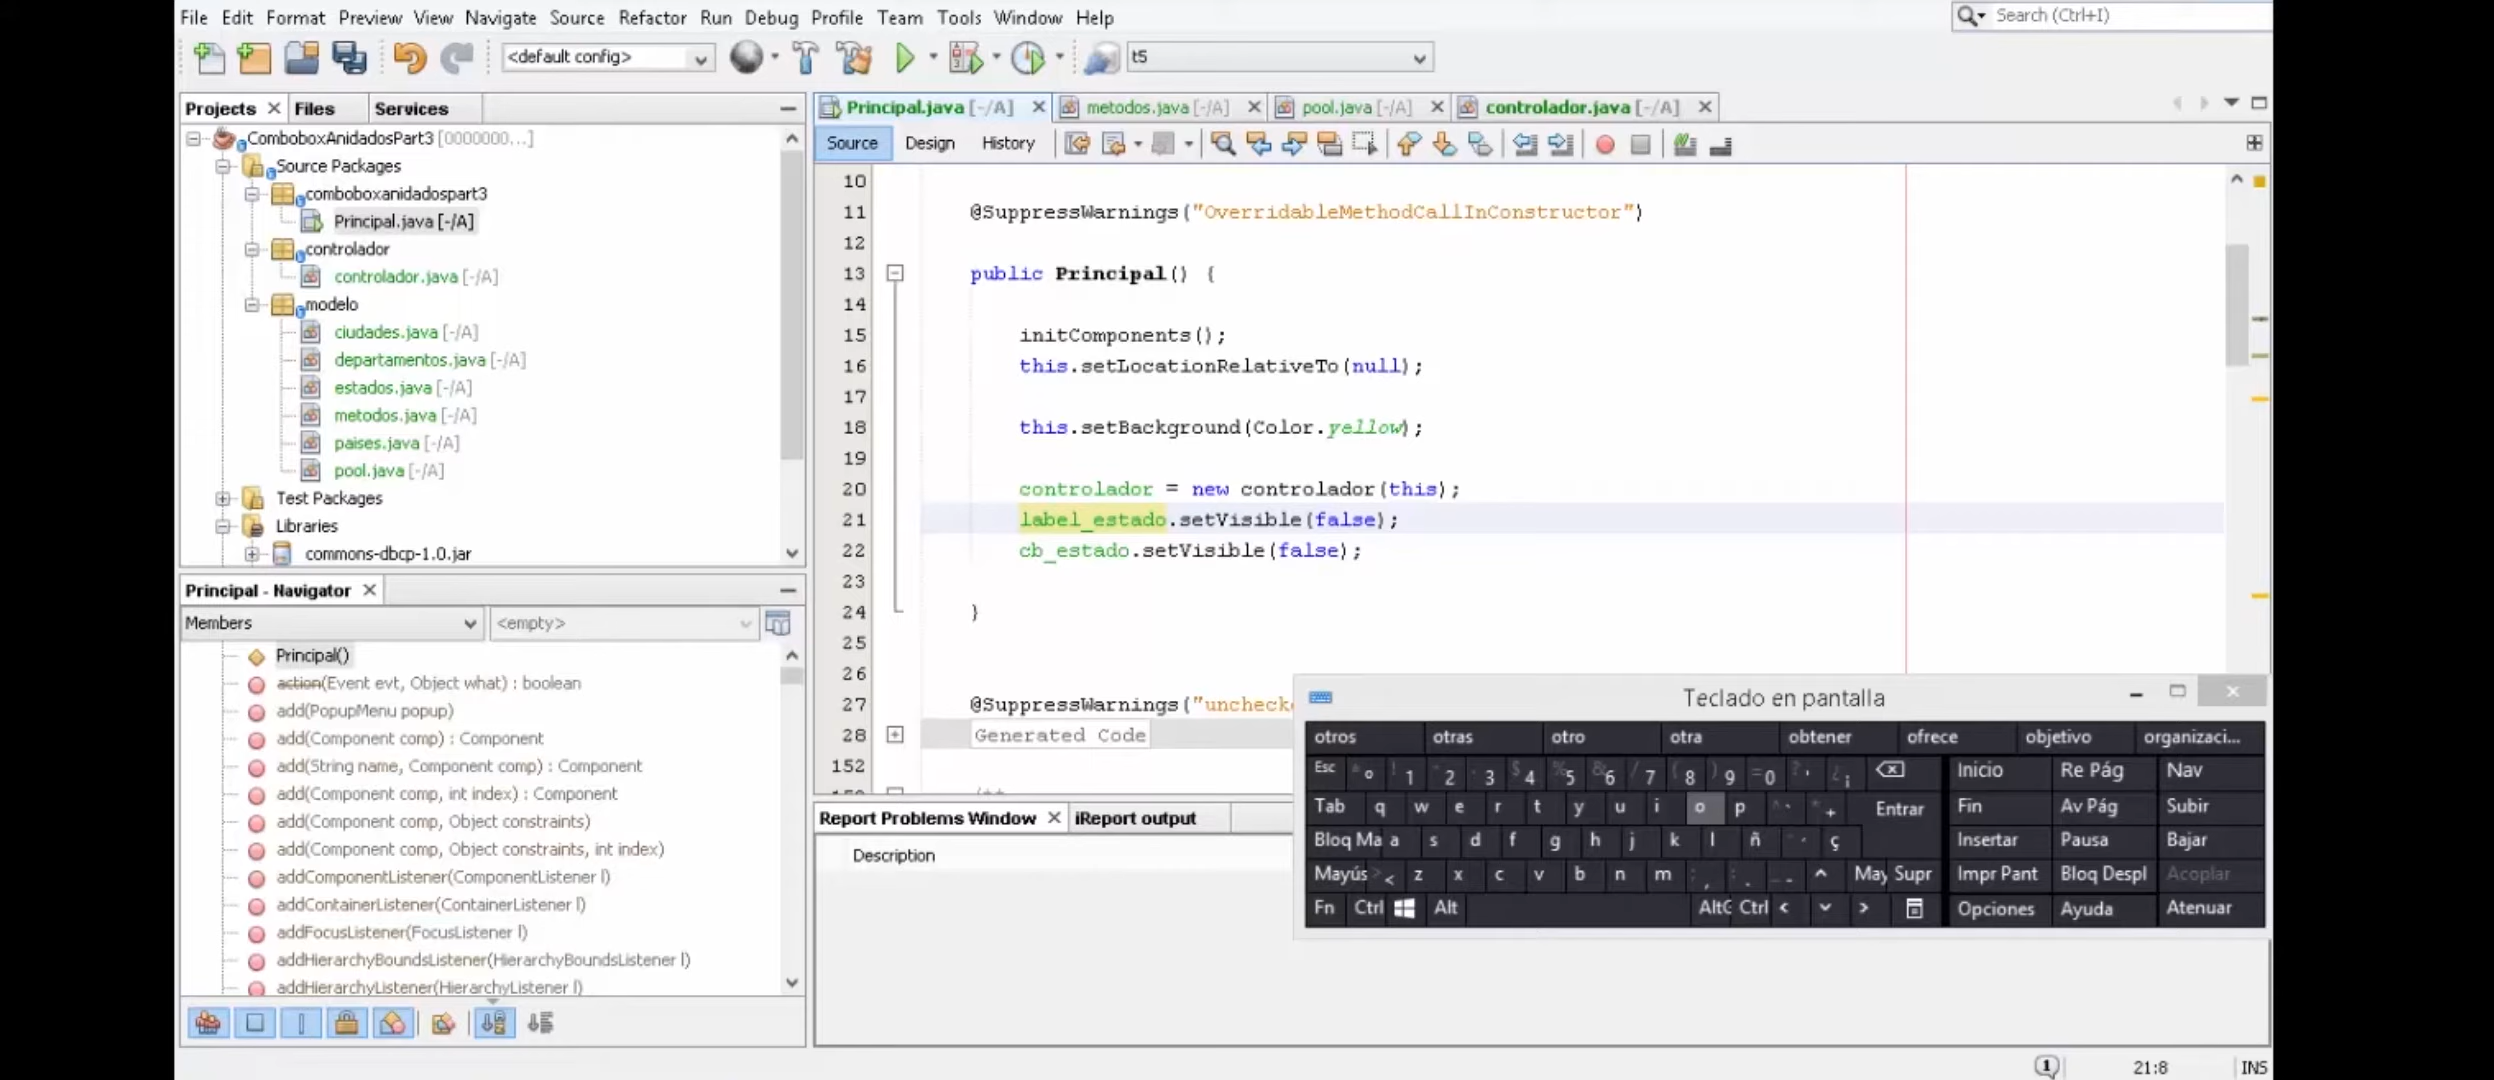 File Edit Format Preview View Navigate Source Refactor Run Debug Profile Team Tools Window Help
Search (Ctrl+I)
<default config>
t5
Projects Files Services
Principal.java [-/A] metodos.java [-/A] pool.java [-/A] controlador.java [-/A]
Source Design History
ComboboxAnidadosPart3 [0000000...]
Source Packages
comboboxanidadospart3
Principal.java [-/A]
controlador
controlador.java [-/A]
modelo
ciudades.java [-/A]
departamentos.java [-/A]
estados.java [-/A]
metodos.java [-/A]
paises.java [-/A]
pool.java [-/A]
Test Packages
Libraries
commons-dbcp-1.0.jar
10
11 @SuppressWarnings("OverridableMethodCallInConstructor")
12
13 public Principal() {
14
15 initComponents();
16 this.setLocationRelativeTo(null);
17
18 this.setBackground(Color.yellow);
19
20 controlador = new controlador(this);
21 label_estado.setVisible(false);
22 cb_estado.setVisible(false);
23
24 }
25
26
27 @SuppressWarnings("uncheck
28 Generated Code
152
Principal - Navigator
Members <empty>
Principal()
action(Event evt, Object what) : boolean
add(PopupMenu popup)
add(Component comp) : Component
add(String name, Component comp) : Component
add(Component comp, int index) : Component
add(Component comp, Object constraints)
add(Component comp, Object constraints, int index)
addComponentListener(ComponentListener l)
addContainerListener(ContainerListener l)
addFocusListener(FocusListener l)
addHierarchyBoundsListener(HierarchyBoundsListener l)
addHierarchyListener(HierarchyListener l)
Report Problems Window iReport output
Description
Teclado en pantalla
otros otras otro otra obtener ofrece objetivo organizaci...
Esc º 1 2 3 4 5 6 7 8 9 0 ' ¡ Inicio Re Pág Nav
Tab q w e r t y u i o p ` + Entrar Fin Av Pág Subir
Bloq Ma a s d f g h j k l ñ ´ ç Insertar Pausa Bajar
Mayús < z x c v b n m , . - ^ May Supr Impr Pant Bloq Despl Acoplar
Fn Ctrl Alt AltG Ctrl < v > Opciones Ayuda Atenuar
1 21:8 INS